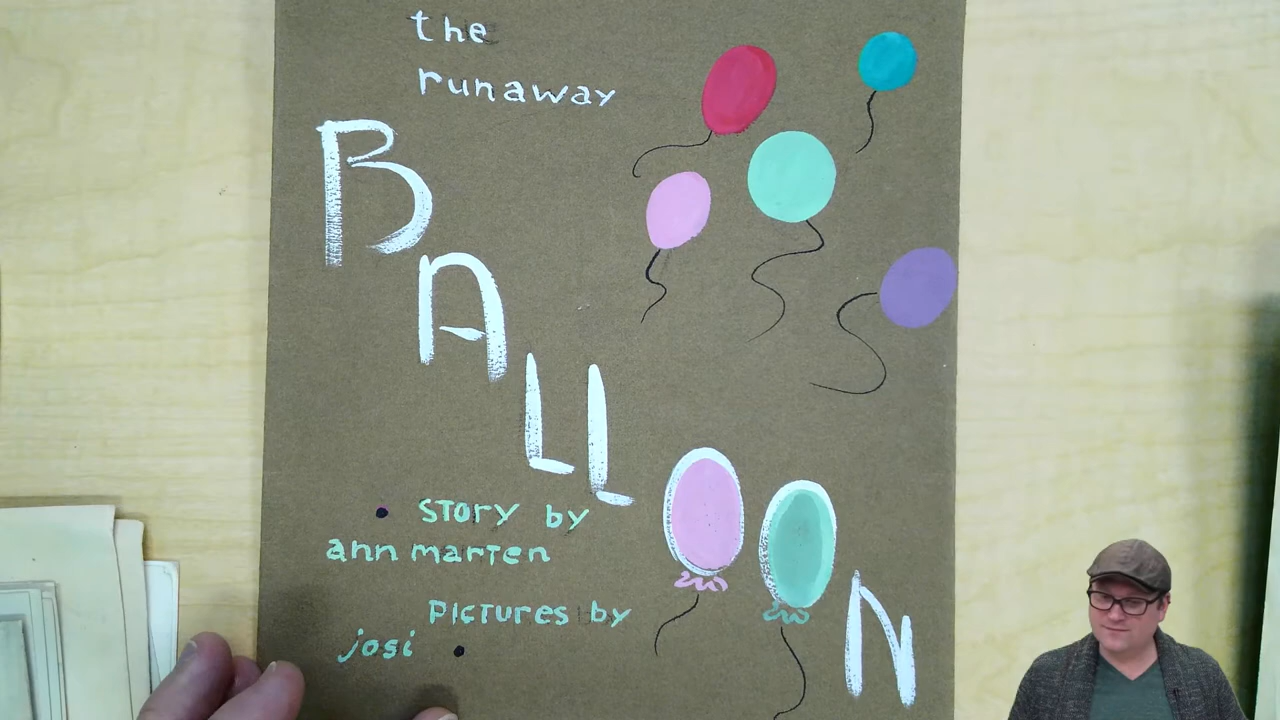 the
runaway
BALLOON
STORY by
ann marten
PICTURES by
josi